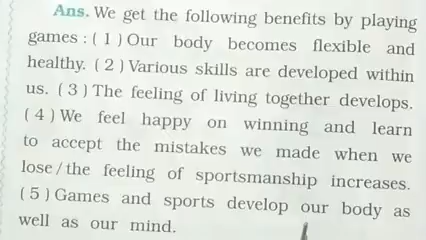 Ans. We get the following benefits by playing
games : ( 1 ) Our body becomes flexible and
healthy. ( 2 ) Various skills are developed within
us. ( 3 ) The feeling of living together develops.
( 4 ) We feel happy on winning and learn
to accept the mistakes we made when we
lose / the feeling of sportsmanship increases.
( 5 ) Games and sports develop our body as
well as our mind.